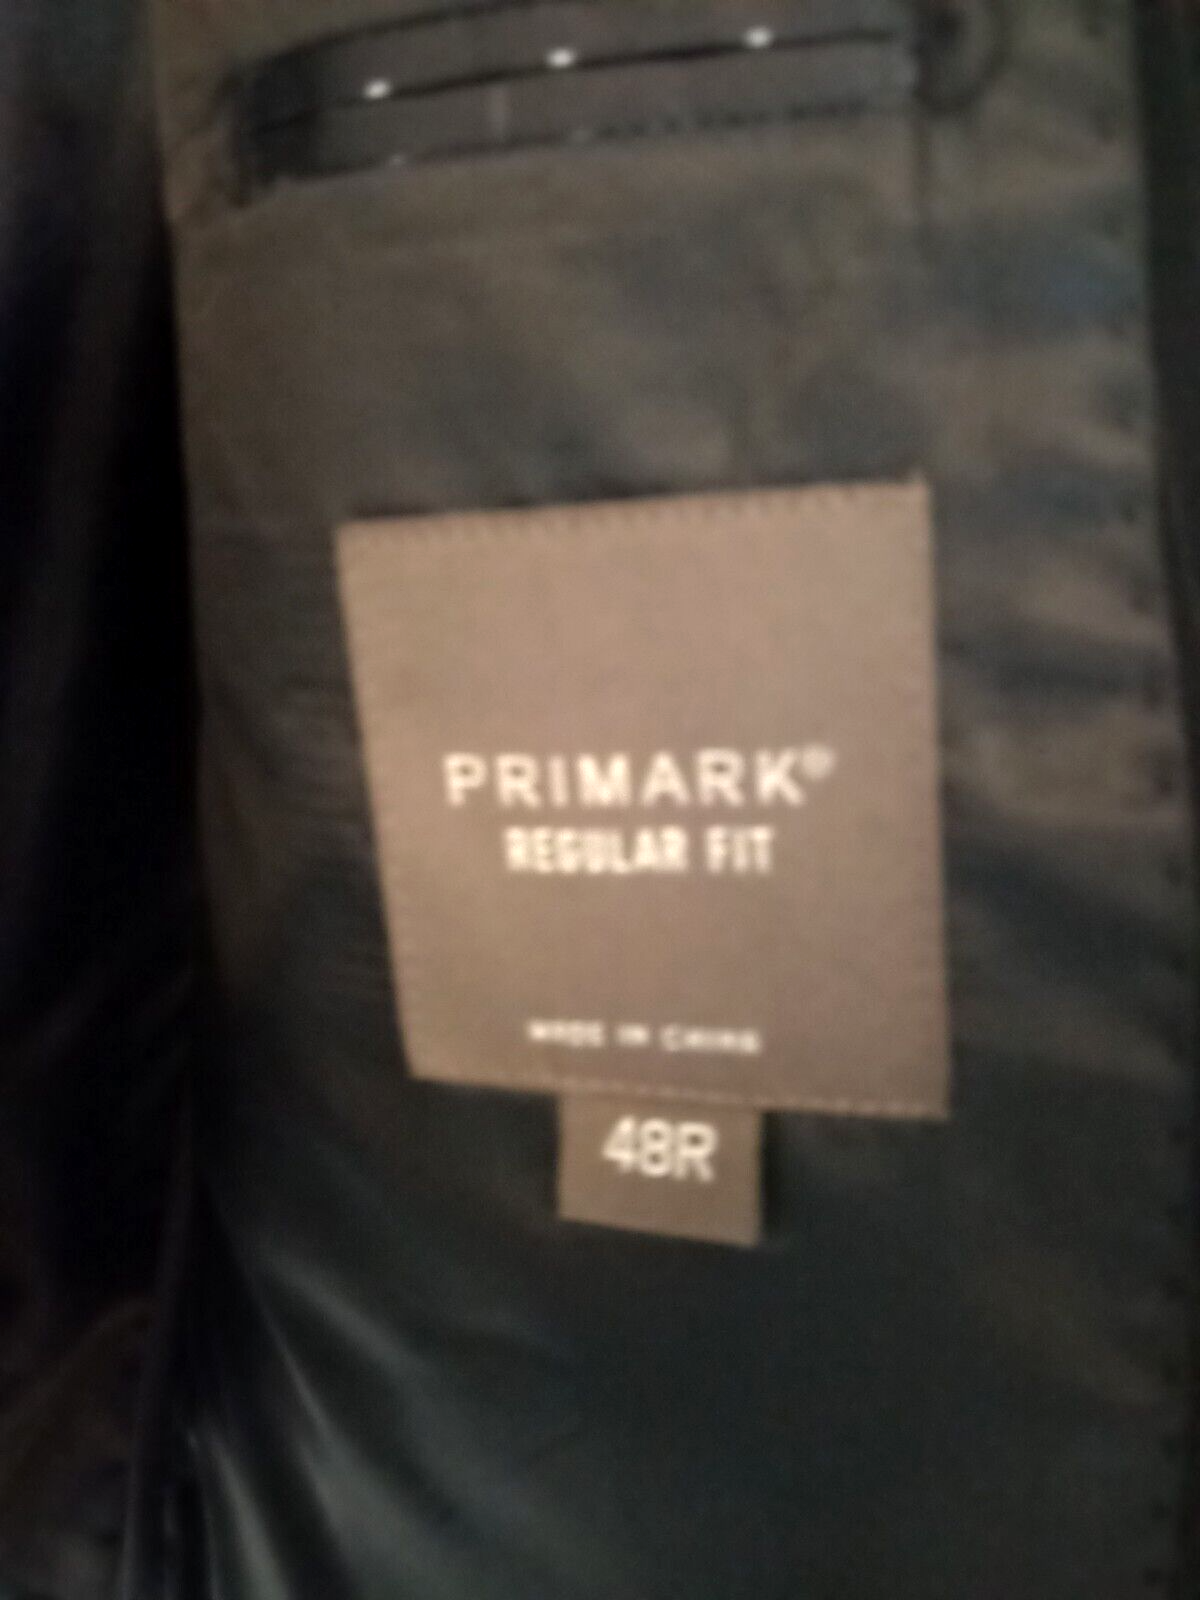 PRIMARK®
REGULAR FIT
MADE IN CHINA
48R